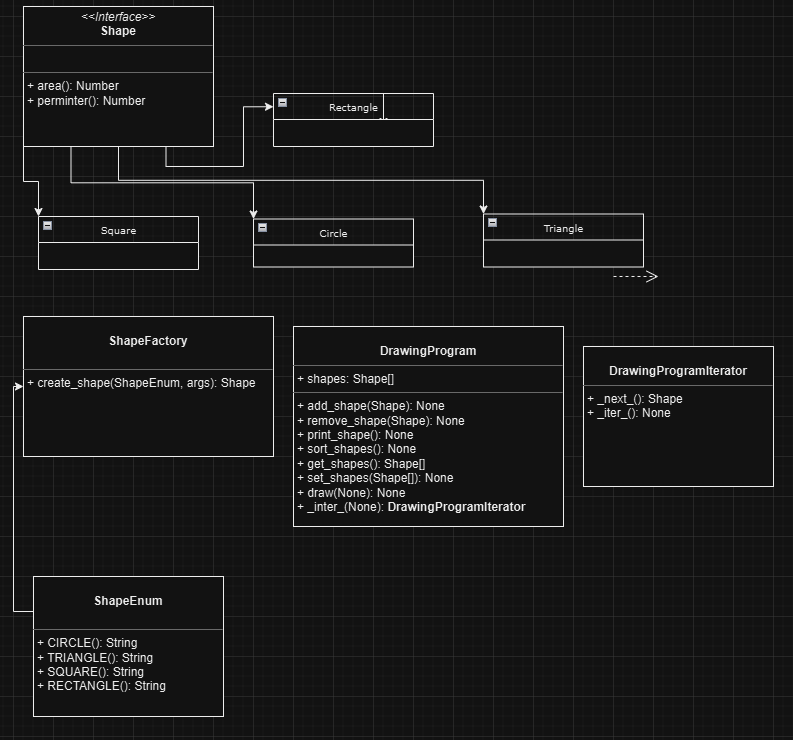 <<Interface>>
Shape
+ area(): Number
+ perminter(): Number
Rectangle
Square
Circle
Triangle
ShapeFactory
+ create_shape(ShapeEnum, args): Shape
DrawingProgram
+ shapes: Shape[]
+ add_shape(Shape): None
+ remove_shape(Shape): None
+ print_shape(): None
+ sort_shapes(): None
+ get_shapes(): Shape[]
+ set_shapes(Shape[]): None
+ draw(None): None
+ _inter_(None): DrawingProgramIterator
DrawingProgramIterator
+ _next_(): Shape
+ _iter_(): None
ShapeEnum
+ CIRCLE(): String
+ TRIANGLE(): String
+ SQUARE(): String
+ RECTANGLE(): String